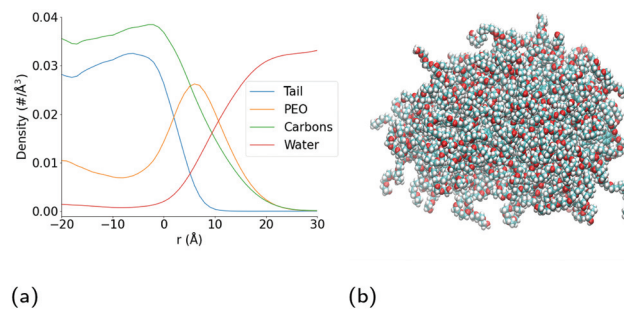 0.04
0.03
0.02
0.01
0.00
Density (#/Å³)
Tail
PEO
Carbons
Water
−20 −10 0 10 20 30
r (Å)
(a) (b)